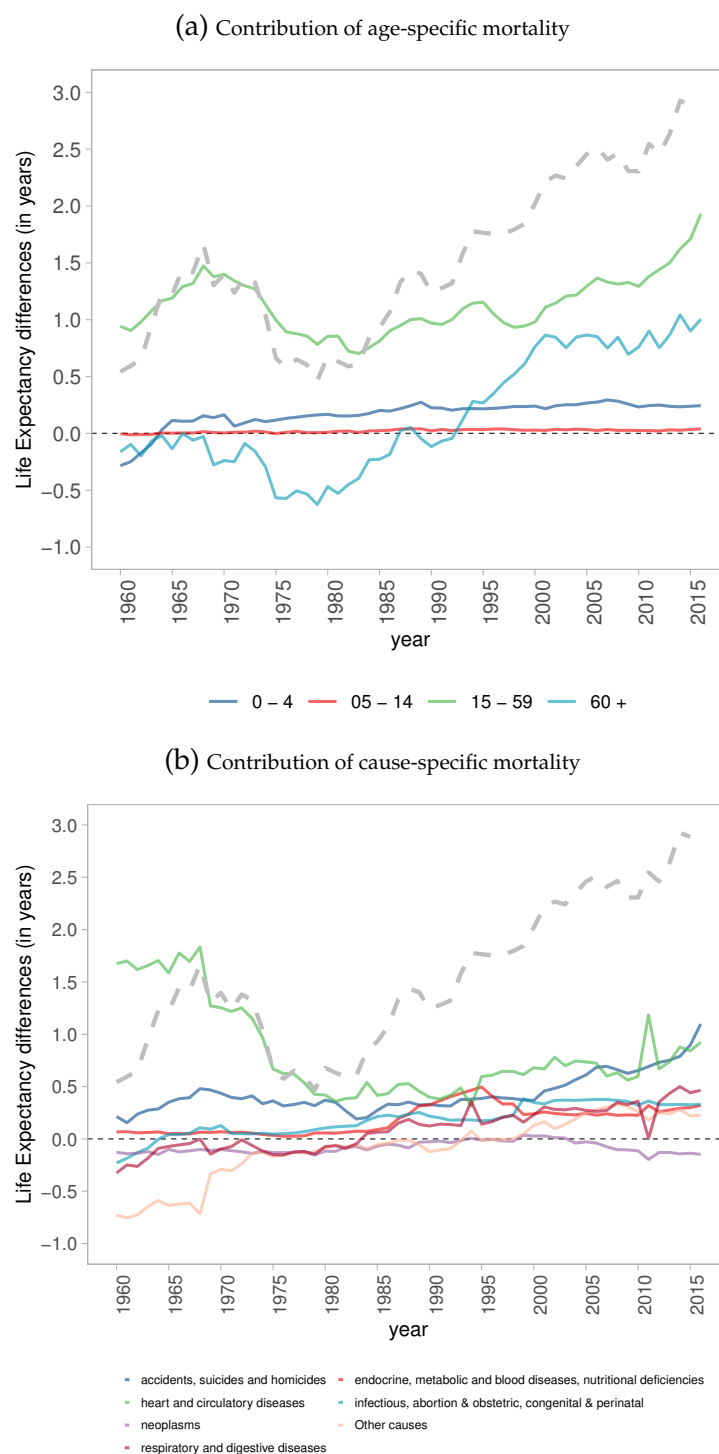 (a) Contribution of age-specific mortality
Life Expectancy differences (in years)
3.0
2.5
2.0
1.5
1.0
0.5
0.0
−0.5
−1.0
1960 1965 1970 1975 1980 1985 1990 1995 2000 2005 2010 2015
year
0 − 4 05 − 14 15 − 59 60 +
(b) Contribution of cause-specific mortality
Life Expectancy differences (in years)
3.0
2.5
2.0
1.5
1.0
0.5
0.0
−0.5
−1.0
1960 1965 1970 1975 1980 1985 1990 1995 2000 2005 2010 2015
year
accidents, suicides and homicides endocrine, metabolic and blood diseases, nutritional deficiencies
heart and circulatory diseases infectious, abortion & obstetric, congenital & perinatal
neoplasms Other causes
respiratory and digestive diseases